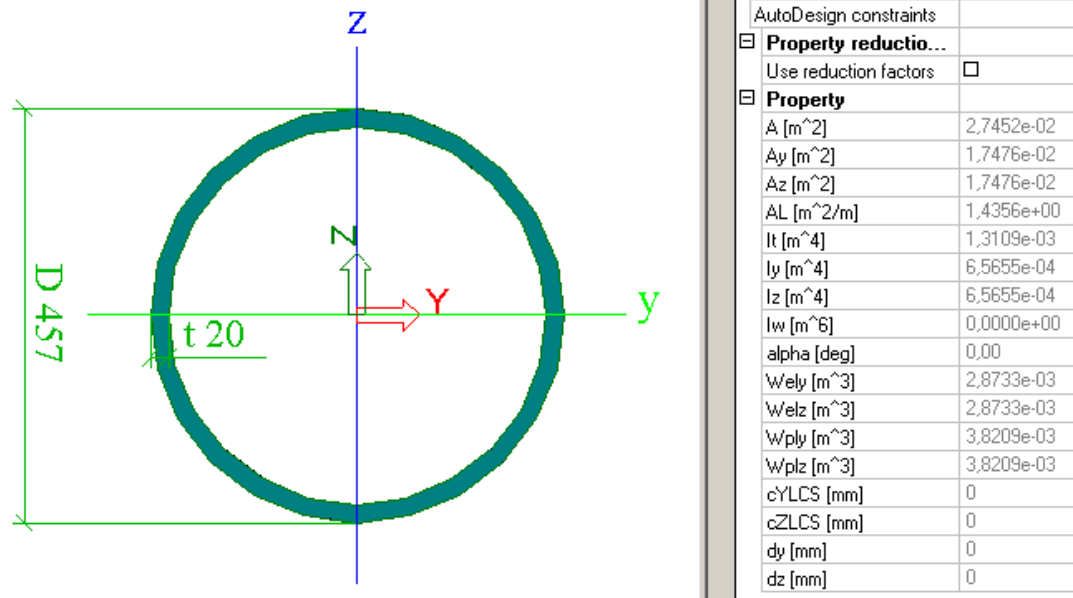 z
D 457
t 20
Z
Y
y
AutoDesign constraints
Property reductio...
Use reduction factors
Property
A [m^2] 2,7452e-02
Ay [m^2] 1,7476e-02
Az [m^2] 1,7476e-02
AL [m^2/m] 1,4356e+00
It [m^4] 1,3109e-03
Iy [m^4] 6,5655e-04
Iz [m^4] 6,5655e-04
Iw [m^6] 0,0000e+00
alpha [deg] 0,00
Wely [m^3] 2,8733e-03
Welz [m^3] 2,8733e-03
Wply [m^3] 3,8209e-03
Wplz [m^3] 3,8209e-03
cYLCS [mm] 0
cZLCS [mm] 0
dy [mm] 0
dz [mm] 0